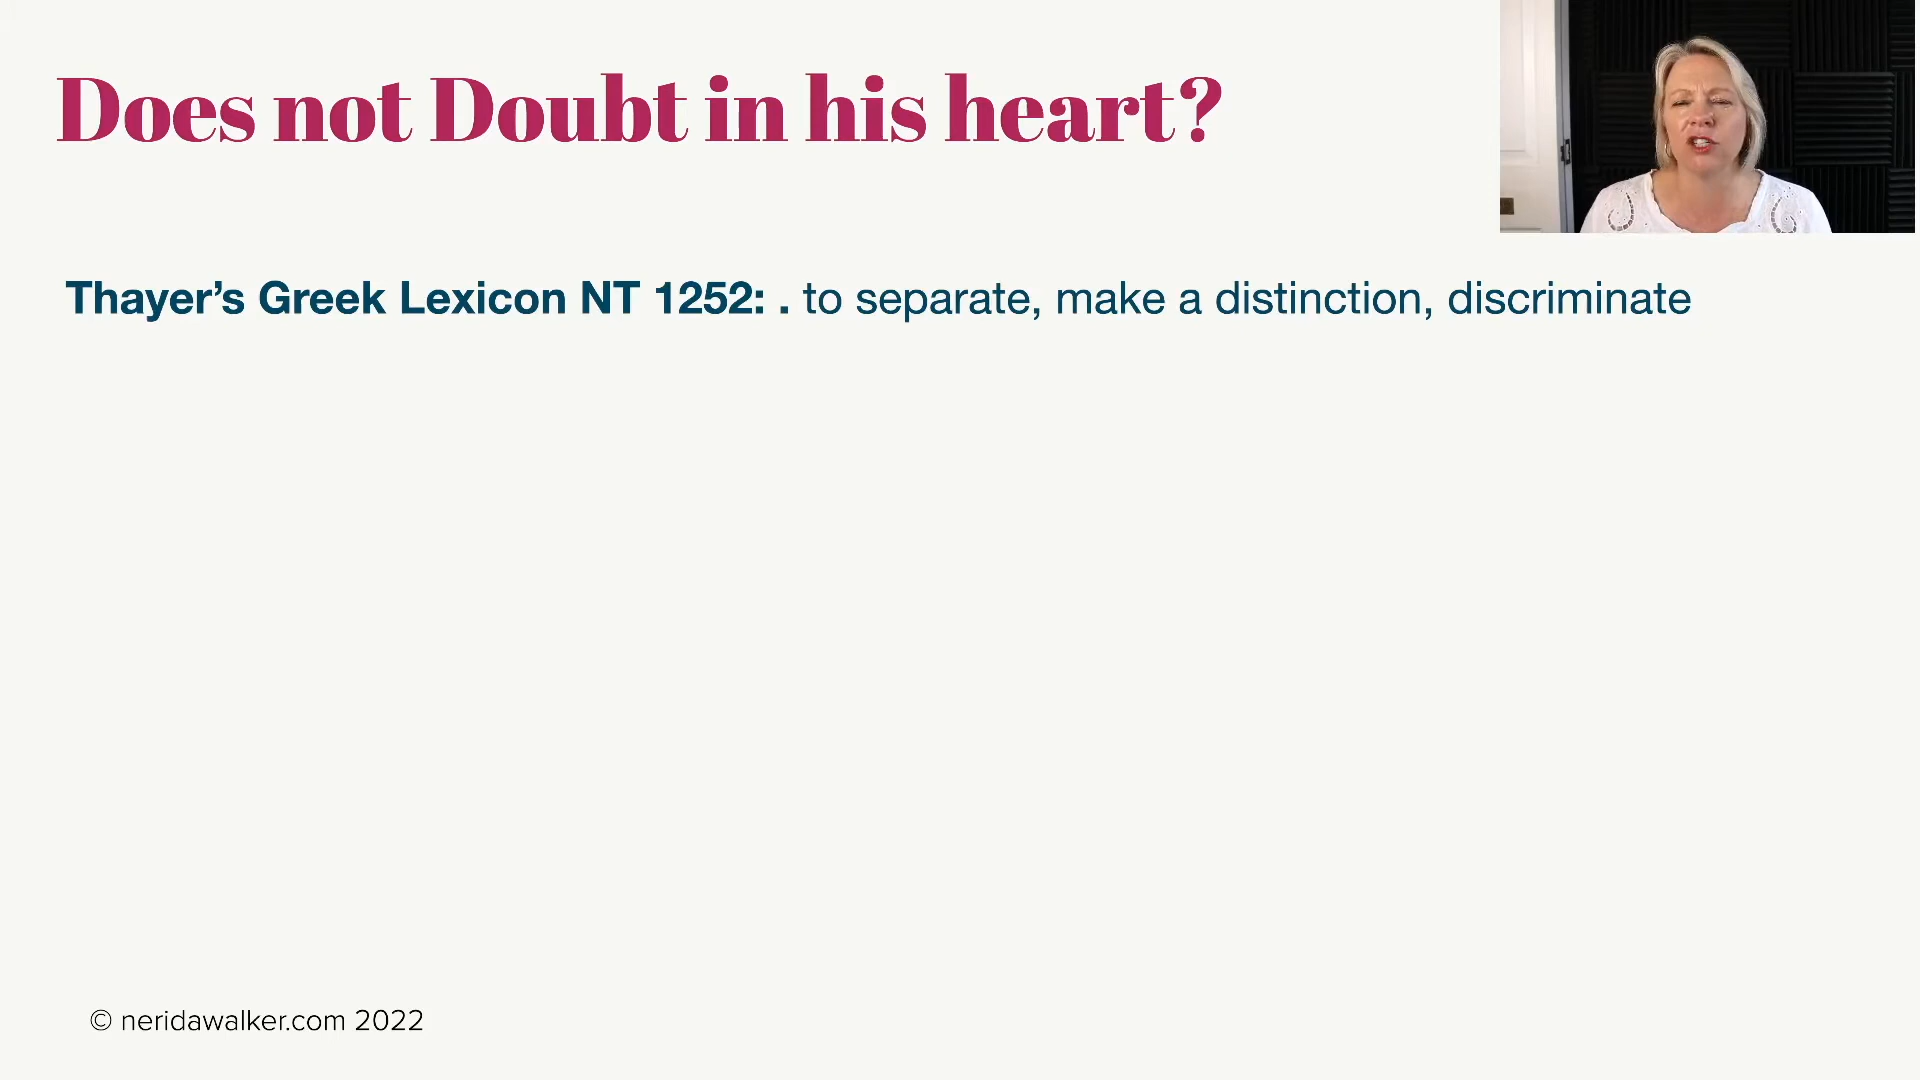 Does not Doubt in his heart?
Thayer’s Greek Lexicon NT 1252: . to separate, make a distinction, discriminate
© neridawalker.com 2022